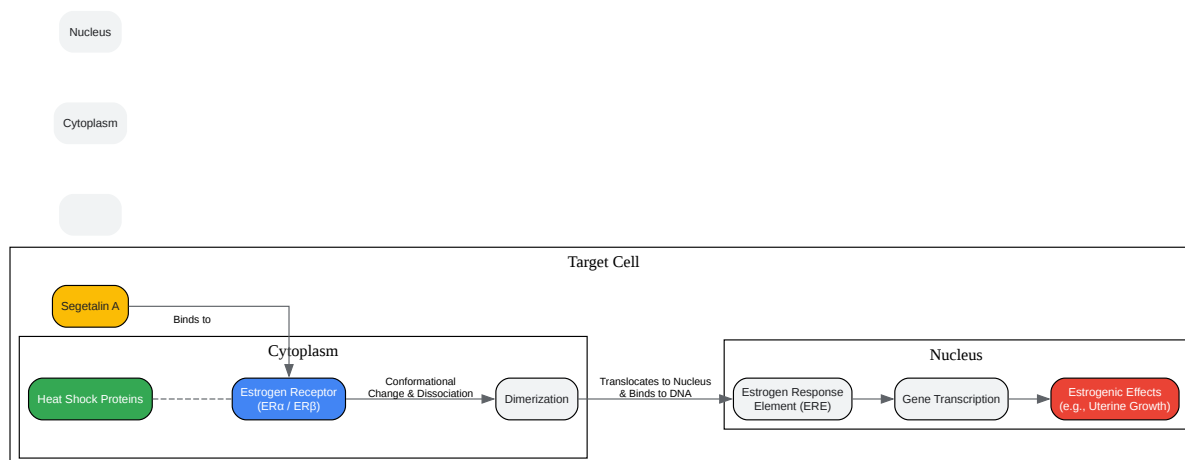 Nucleus
Cytoplasm
Target Cell
Segetalin A
Binds to
Cytoplasm
Nucleus
Heat Shock Proteins
Estrogen Receptor
(ERα / ERβ)
Conformational
Change & Dissociation
Dimerization
Translocates to Nucleus
& Binds to DNA
Estrogen Response
Element (ERE)
Gene Transcription
Estrogenic Effects
(e.g., Uterine Growth)